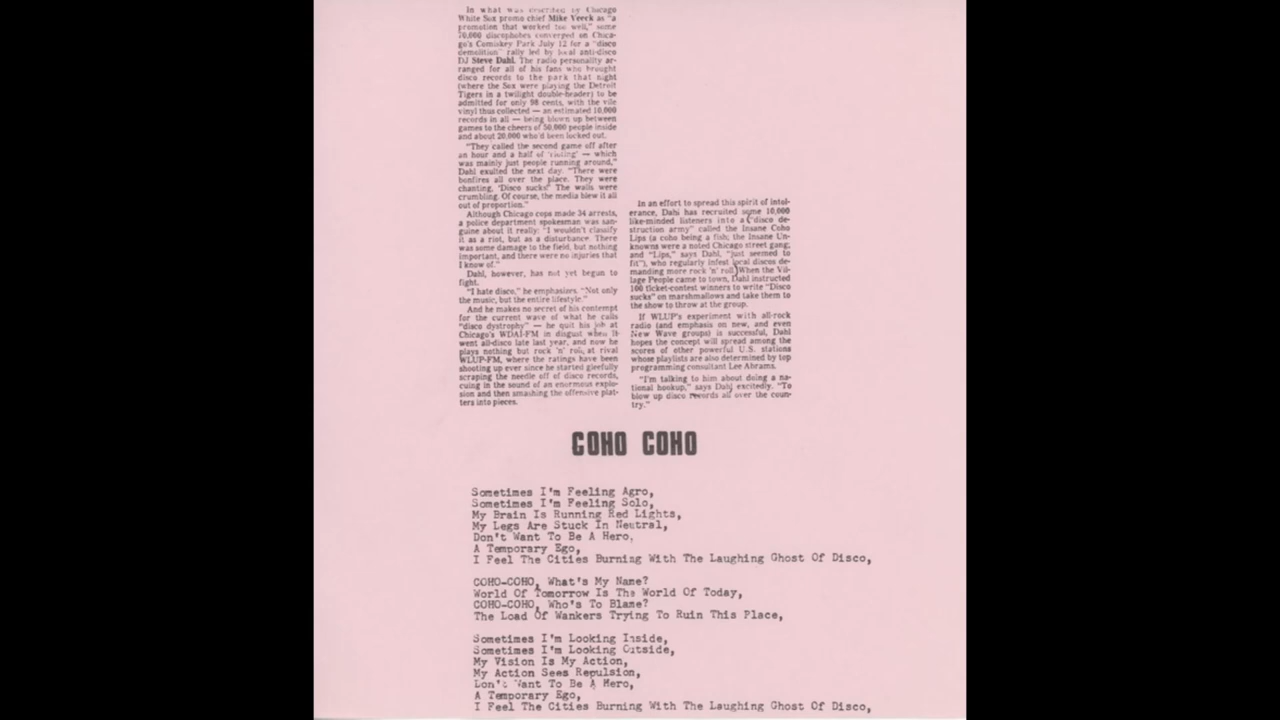 In what was described by Chicago
White Sox promo chief Mike Veeck as "a
promotion that worked too well," some
70,000 discophobes converged on Chica-
go's Comiskey Park July 12 for a "disco
demolition" rally led by local anti-disco
DJ Steve Dahl. The radio personality ar-
ranged for all of his fans who brought
disco records to the park that night
(where the Sox were playing the Detroit
Tigers in a twilight double-header) to be
admitted for only 98 cents, with the vile
vinyl thus collected — an estimated 10,000
records in all — being blown up between
games to the cheers of 50,000 people inside
and about 20,000 who'd been locked out.
"They called the second game off after
an hour and a half of 'rioting' — which
was mainly just people running around,"
Dahl exulted the next day. "There were
bonfires all over the place. They were
chanting, 'Disco sucks!' The walls were
crumbling. Of course, the media blew it all
out of proportion."
Although Chicago cops made 34 arrests,
a police department spokesman was san-
guine about it really: "I wouldn't classify
it as a riot, but as a disturbance. There
was some damage to the field, but nothing
important, and there were no injuries that
I know of."
Dahl, however, has not yet begun to
fight.
"I hate disco," he emphasizes. "Not only
the music, but the entire lifestyle."
And he makes no secret of his contempt
for the current wave of what he calls
"disco dystrophy" — he quit his job at
Chicago's WDAI-FM in disgust when it
went all-disco late last year, and now he
plays nothing but rock 'n' roll at rival
WLUP-FM, where the ratings have been
shooting up ever since he started gleefully
scraping the needle off of disco records,
cuing in the sound of an enormous explo-
sion and then smashing the offensive plat-
ters into pieces.
In an effort to spread this spirit of intol-
erance, Dahl has recruited some 10,000
like-minded listeners into a "disco de-
struction army" called the Insane Coho
Lips (a coho being a fish; the Insane Un-
knowns were a noted Chicago street gang;
and "Lips," says Dahl, "just seemed to
fit"), who regularly infest local discos de-
manding more rock 'n' roll. When the Vil-
lage People came to town, Dahl instructed
100 ticket-contest winners to write "Disco
sucks" on marshmallows and take them to
the show to throw at the group.
If WLUP's experiment with all-rock
radio (and emphasis on new, and even
New Wave groups) is successful, Dahl
hopes the concept will spread among the
scores of other powerful U.S. stations
whose playlists are also determined by top
programming consultant Lee Abrams.
"I'm talking to him about doing a na-
tional hookup," says Dahl excitedly. "To
blow up disco records all over the coun-
try."
COHO COHO
Sometimes I'm Feeling Agro,
Sometimes I'm Feeling Solo,
My Brain Is Running Red Lights,
My Legs Are Stuck In Neutral,
Don't Want To Be A Hero,
A Temporary Ego,
I Feel The Cities Burning With The Laughing Ghost Of Disco,
COHO-COHO, What's My Name?
World Of Tomorrow Is The World Of Today,
COHO-COHO, Who's To Blame?
The Load Of Wankers Trying To Ruin This Place,
Sometimes I'm Looking Inside,
Sometimes I'm Looking Outside,
My Vision Is My Action,
My Action Sees Repulsion,
Don't Want To Be A Hero,
A Temporary Ego,
I Feel The Cities Burning With The Laughing Ghost Of Disco,